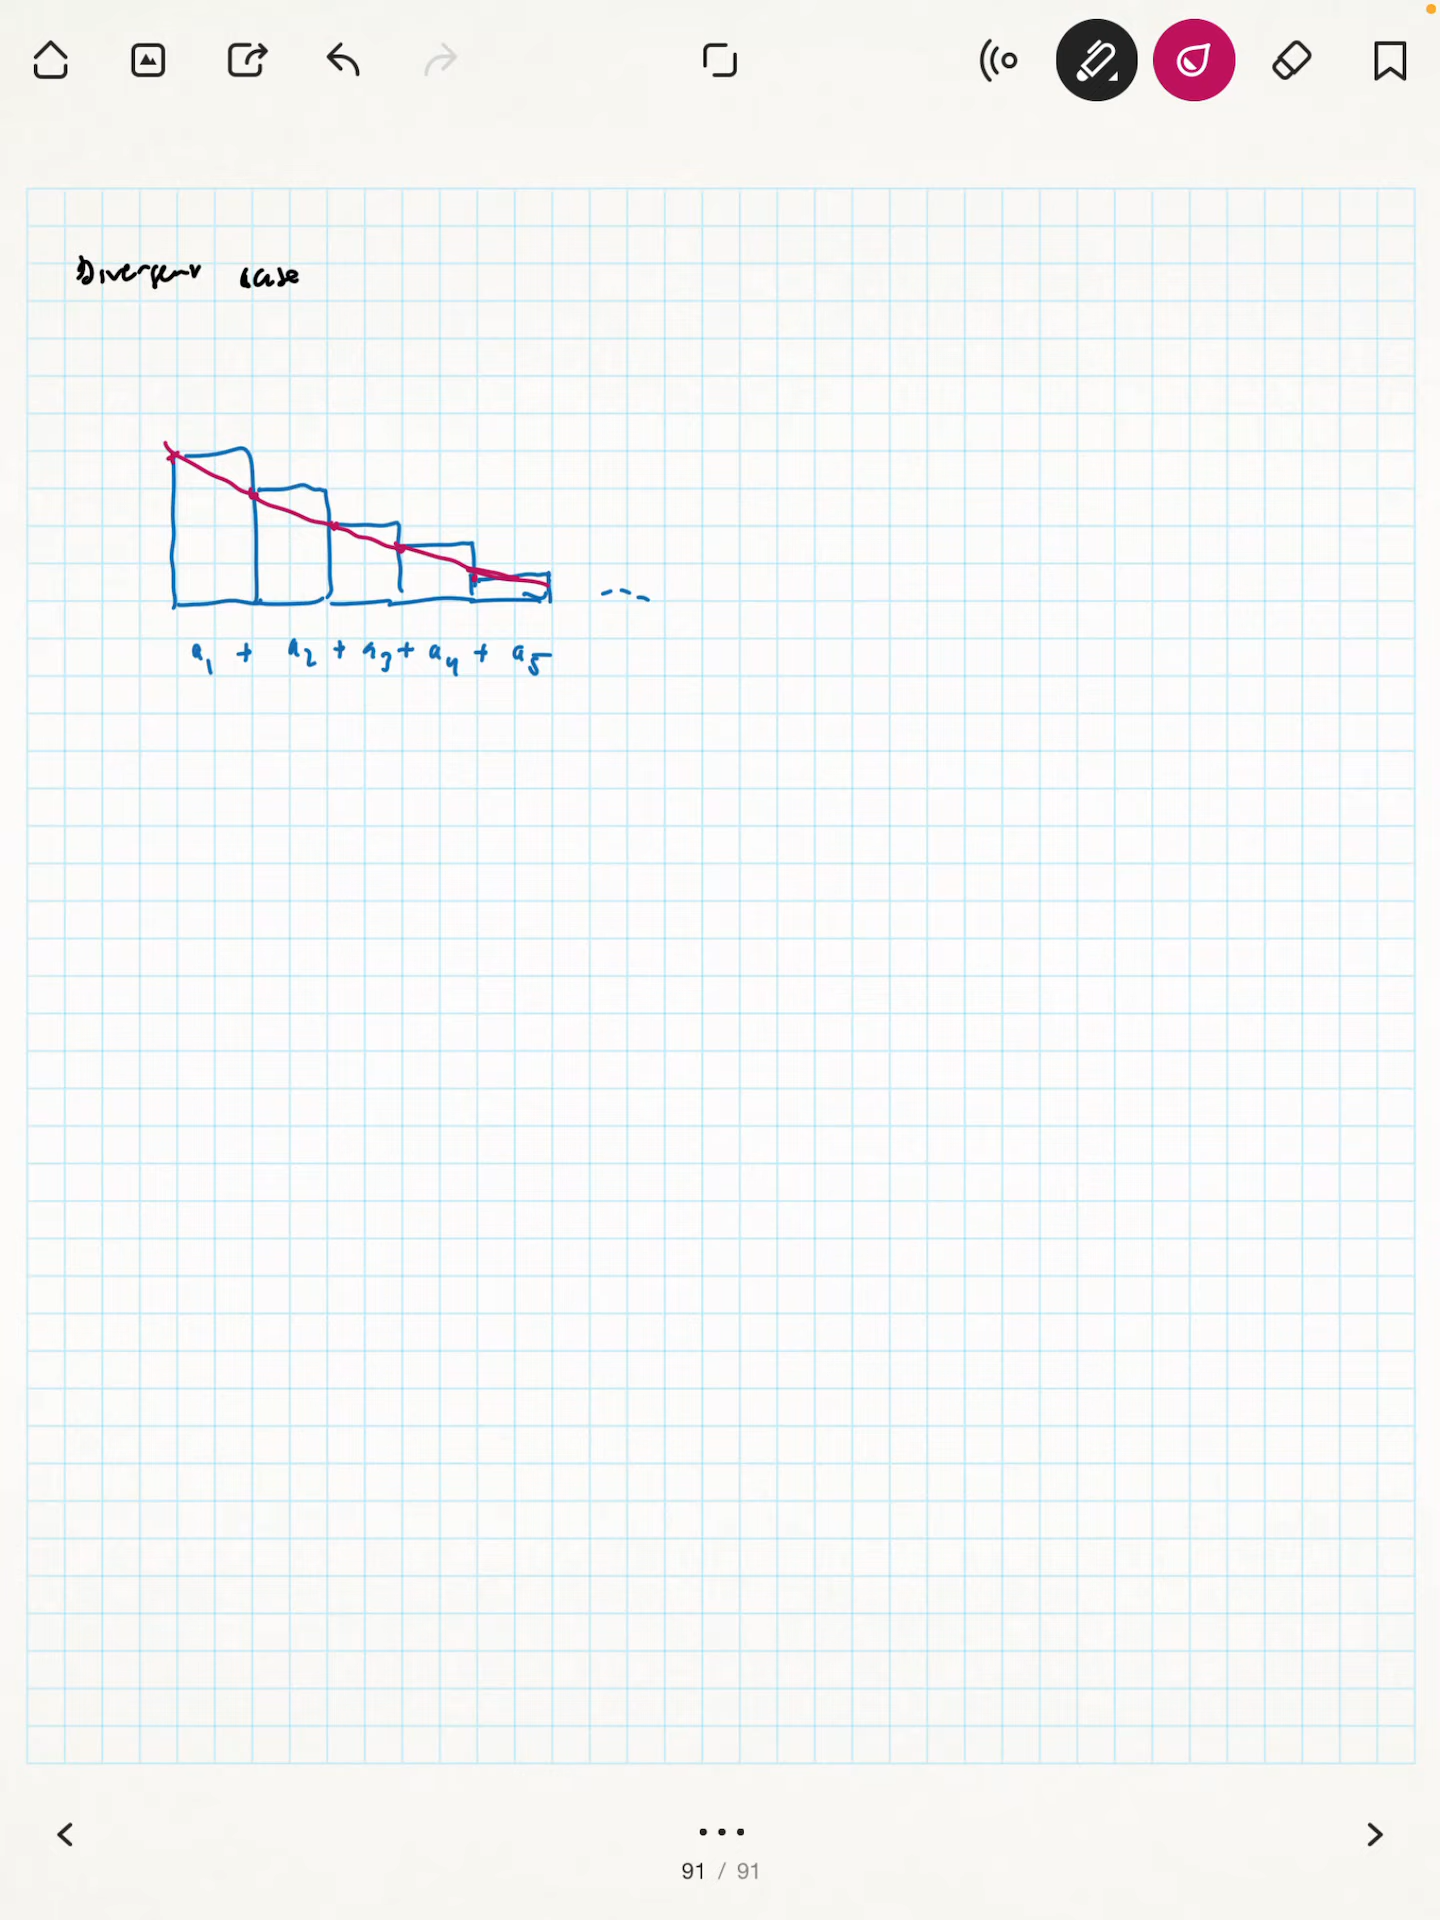 Divergent case
a1 + a2 + a3 + a4 + a5 ...
91 / 91